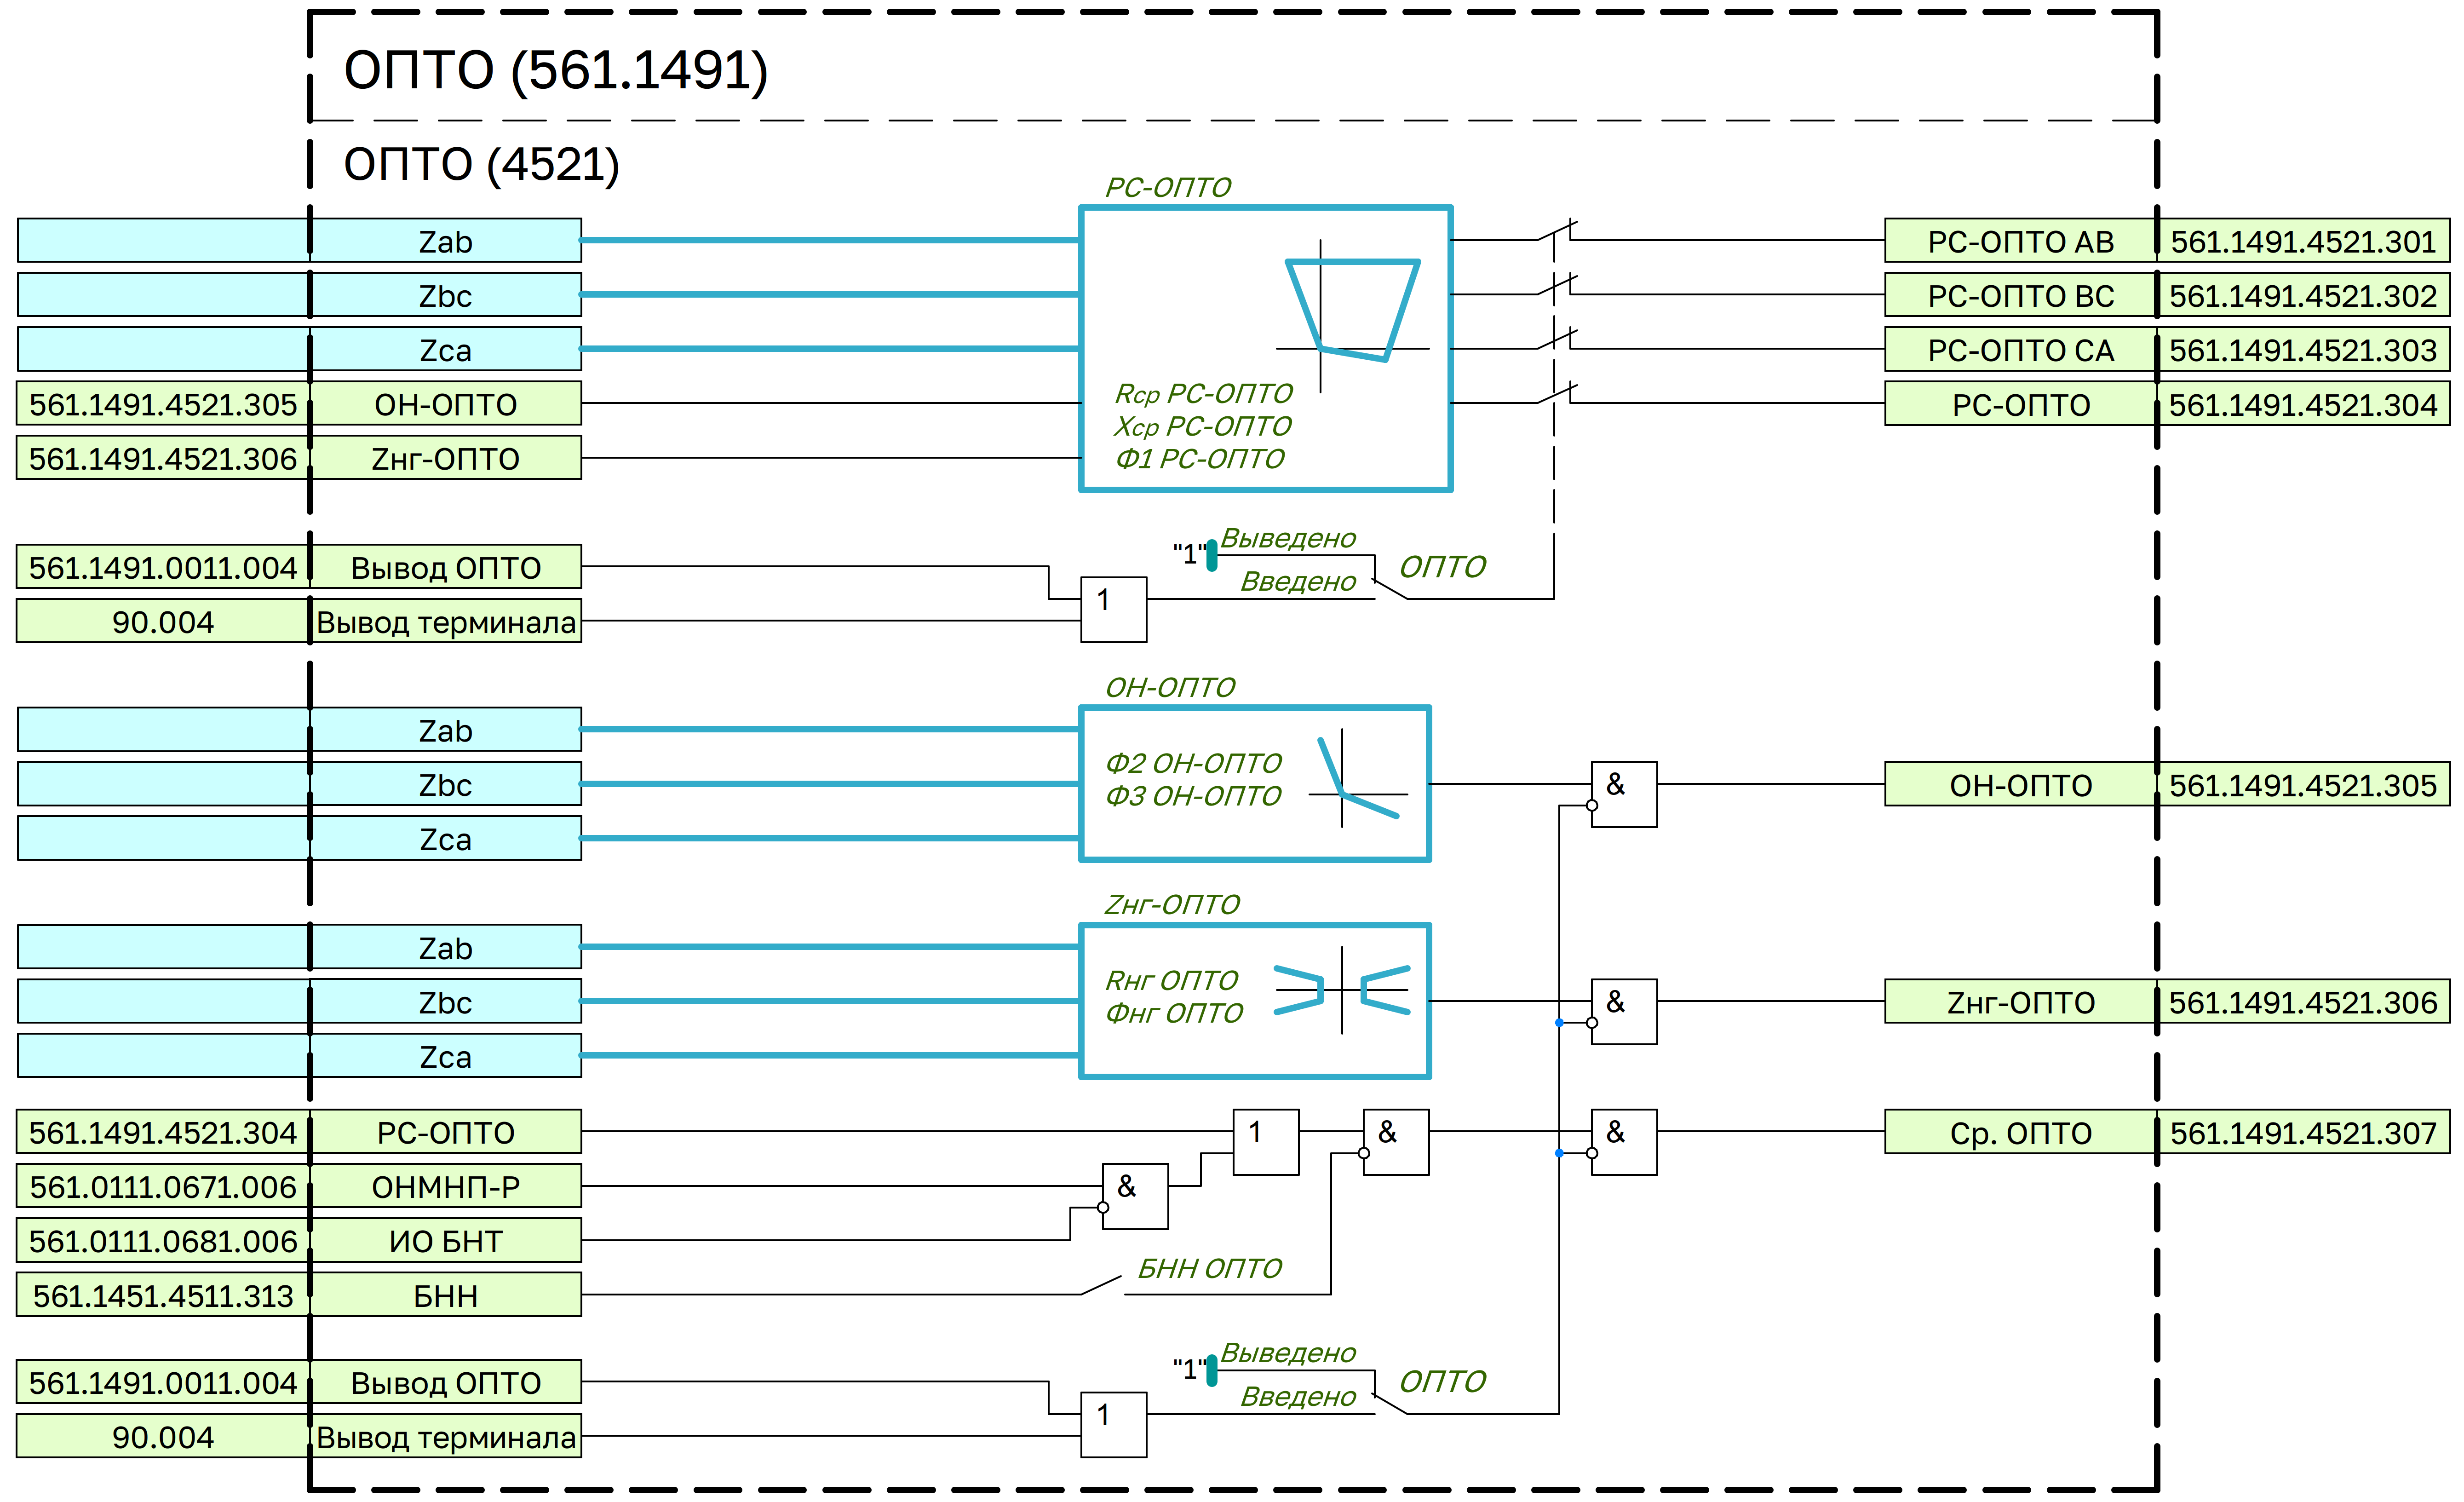 ОПТО (561.1491)
ОПТО (4521)
РС-ОПТО
Zab
РС-ОПТО АВ 561.1491.4521.301
Zbc
РС-ОПТО ВС 561.1491.4521.302
Zca
РС-ОПТО СА 561.1491.4521.303
561.1491.4521.305 ОН-ОПТО
Rср РС-ОПТО
РС-ОПТО 561.1491.4521.304
Xср РС-ОПТО
561.1491.4521.306 Zнг-ОПТО
Ф1 РС-ОПТО
"1" Выведено
561.1491.0011.004 Вывод ОПТО
Введено ОПТО
90.004 Вывод терминала
1
ОН-ОПТО
Zab
Ф2 ОН-ОПТО
Zbc
Ф3 ОН-ОПТО
&
ОН-ОПТО 561.1491.4521.305
Zca
Zнг-ОПТО
Zab
Rнг ОПТО
Zbc
Фнг ОПТО
&
Zнг-ОПТО 561.1491.4521.306
Zca
561.1491.4521.304 РС-ОПТО
1
&
&
Ср. ОПТО 561.1491.4521.307
561.0111.0671.006 ОНМНП-Р
&
561.0111.0681.006 ИО БНТ
БНН ОПТО
561.1451.4511.313 БНН
"1" Выведено
561.1491.0011.004 Вывод ОПТО
Введено ОПТО
1
90.004 Вывод терминала